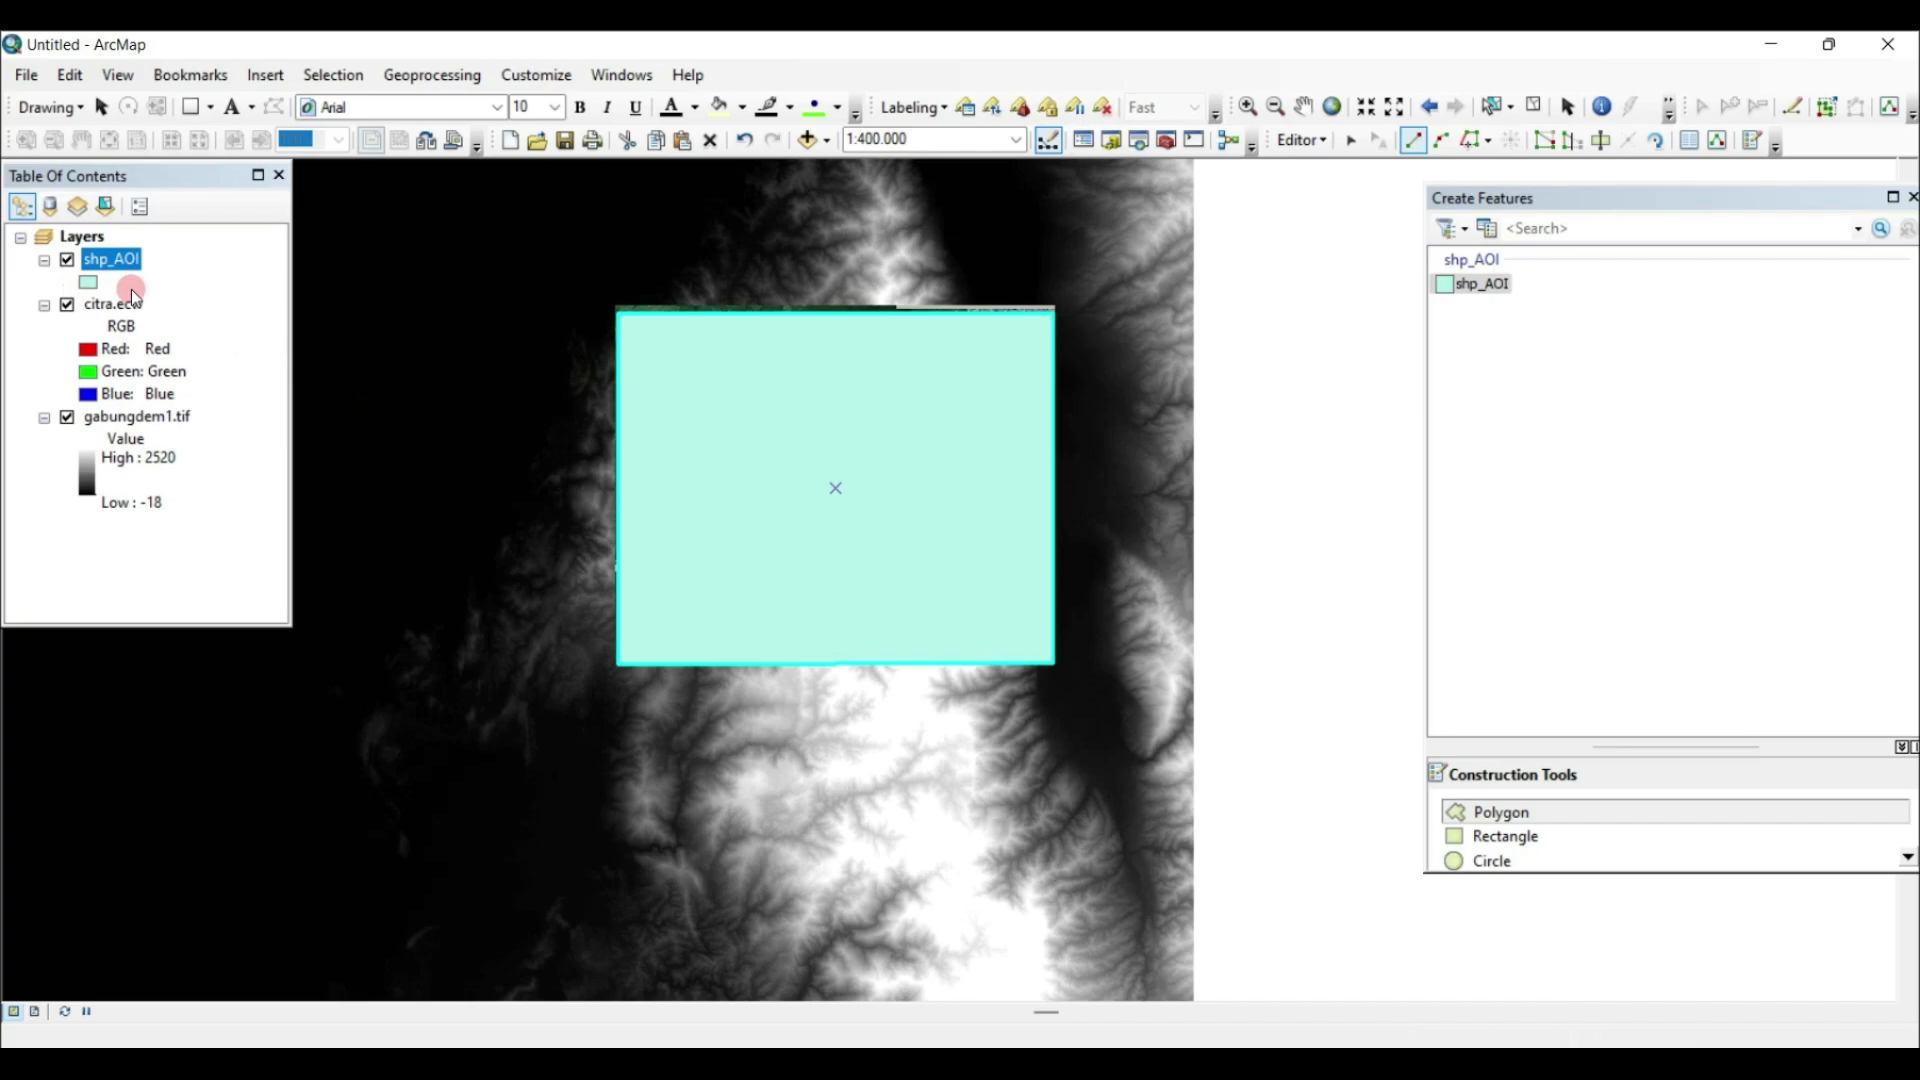 Untitled - ArcMap
File Edit View Bookmarks Insert Selection Geoprocessing Customize Windows Help
Drawing A Arial 10 B I U A Labeling Fast
1:400.000 Editor
Table Of Contents
Layers
shp_AOI
citra.ecw
RGB
Red: Red
Green: Green
Blue: Blue
gabungdem1.tif
Value
High : 2520
Low : -18
Create Features
<Search>
shp_AOI
shp_AOI
Construction Tools
Polygon
Rectangle
Circle